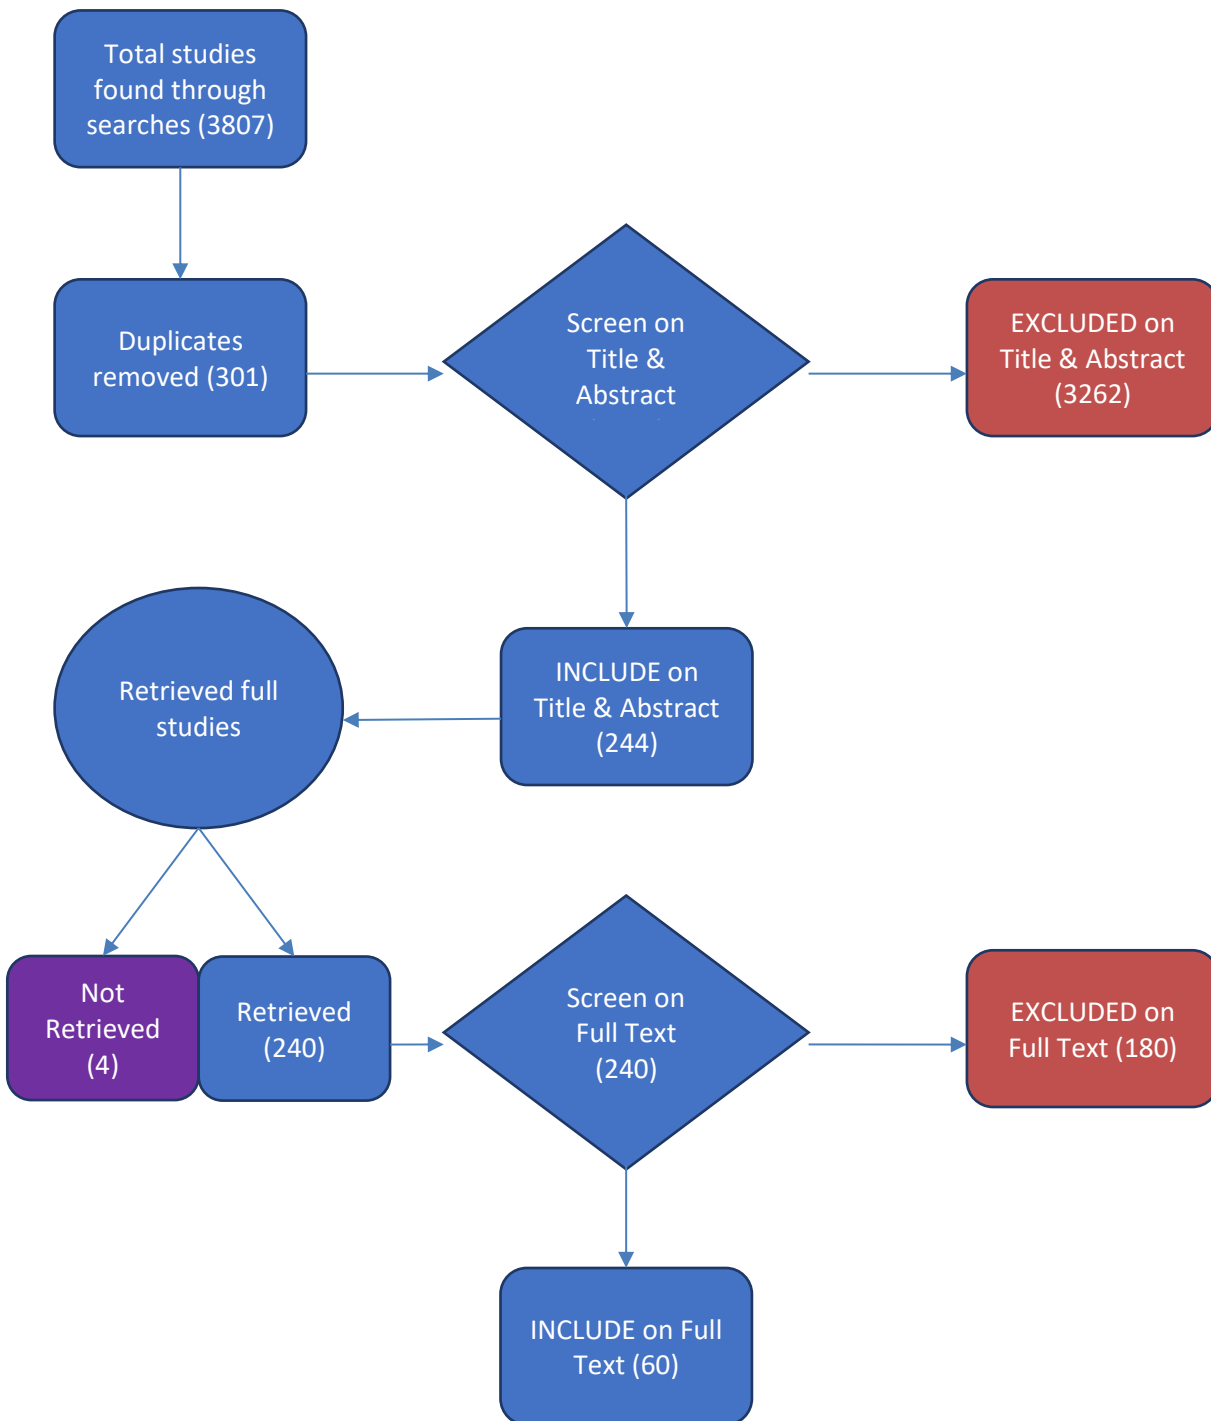 Total studies
found through
searches (3807)
Duplicates
removed (301)
Screen on
Title &
Abstract
EXCLUDED on
Title & Abstract
(3262)
INCLUDE on
Title & Abstract
(244)
Retrieved full
studies
Not
Retrieved
(4)
Retrieved
(240)
Screen on
Full Text
(240)
EXCLUDED on
Full Text (180)
INCLUDE on Full
Text (60)